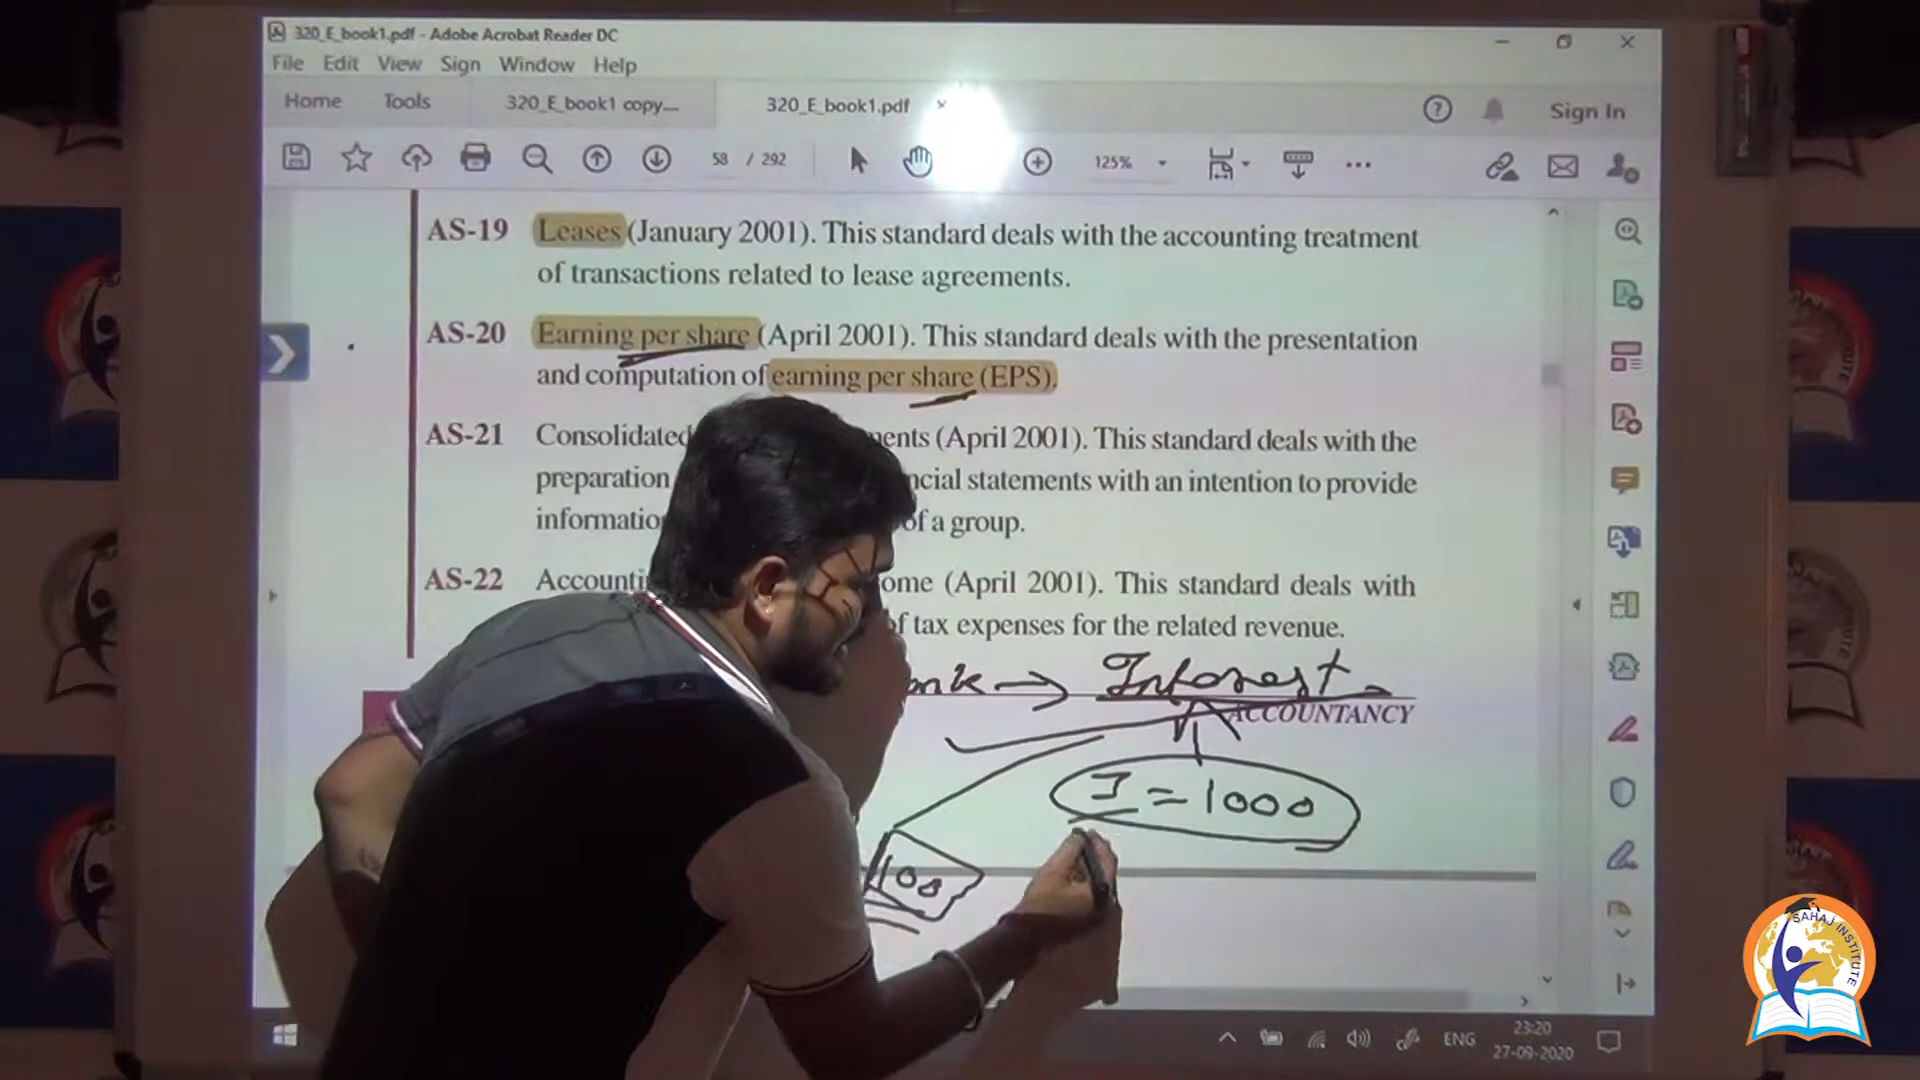 320_E_book1.pdf - Adobe Acrobat Reader DC
File Edit View Sign Window Help
Home Tools 320_E_book1 copy... 320_E_book1.pdf × Sign In
58 / 292 125%
AS-19 Leases (January 2001). This standard deals with the accounting treatment
of transactions related to lease agreements.
AS-20 Earning per share (April 2001). This standard deals with the presentation
and computation of earning per share (EPS).
AS-21 Consolidated ents (April 2001). This standard deals with the
preparation ncial statements with an intention to provide
informatio of a group.
AS-22 Accounti ome (April 2001). This standard deals with
of tax expenses for the related revenue.
nk → Interest
ACCOUNTANCY
I = 1000
100
SAHAJ INSTITUTE
ENG
23:20
27-09-2020